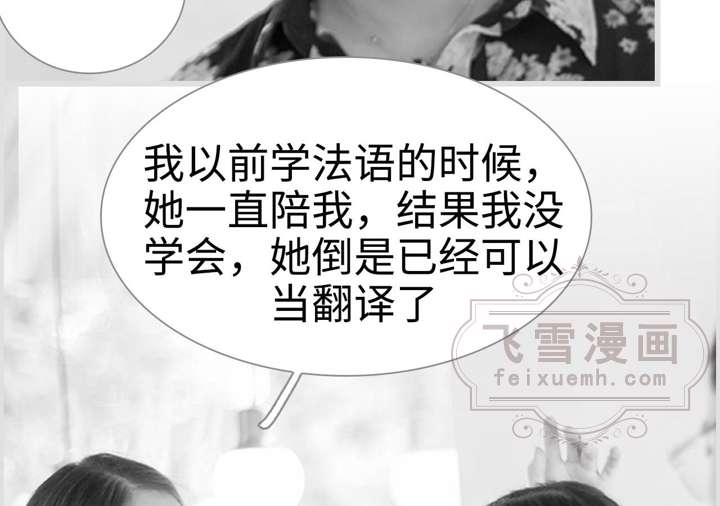 我以前学法语的时候，
她一直陪我，结果我没
学会，她倒是已经可以
当翻译了
飞雪漫画
feixuemh.com